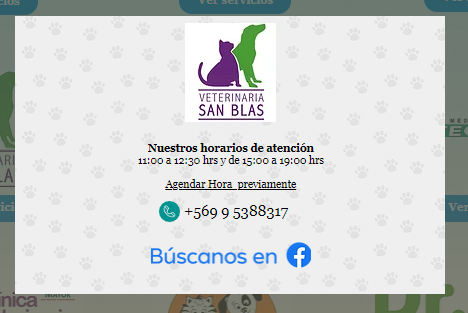 Ver servicios
VETERINARIA
SAN BLAS
Nuestros horarios de atención
11:00 a 12:30 hrs y de 15:00 a 19:00 hrs
Agendar Hora previamente
+569 9 5388317
Búscanos en